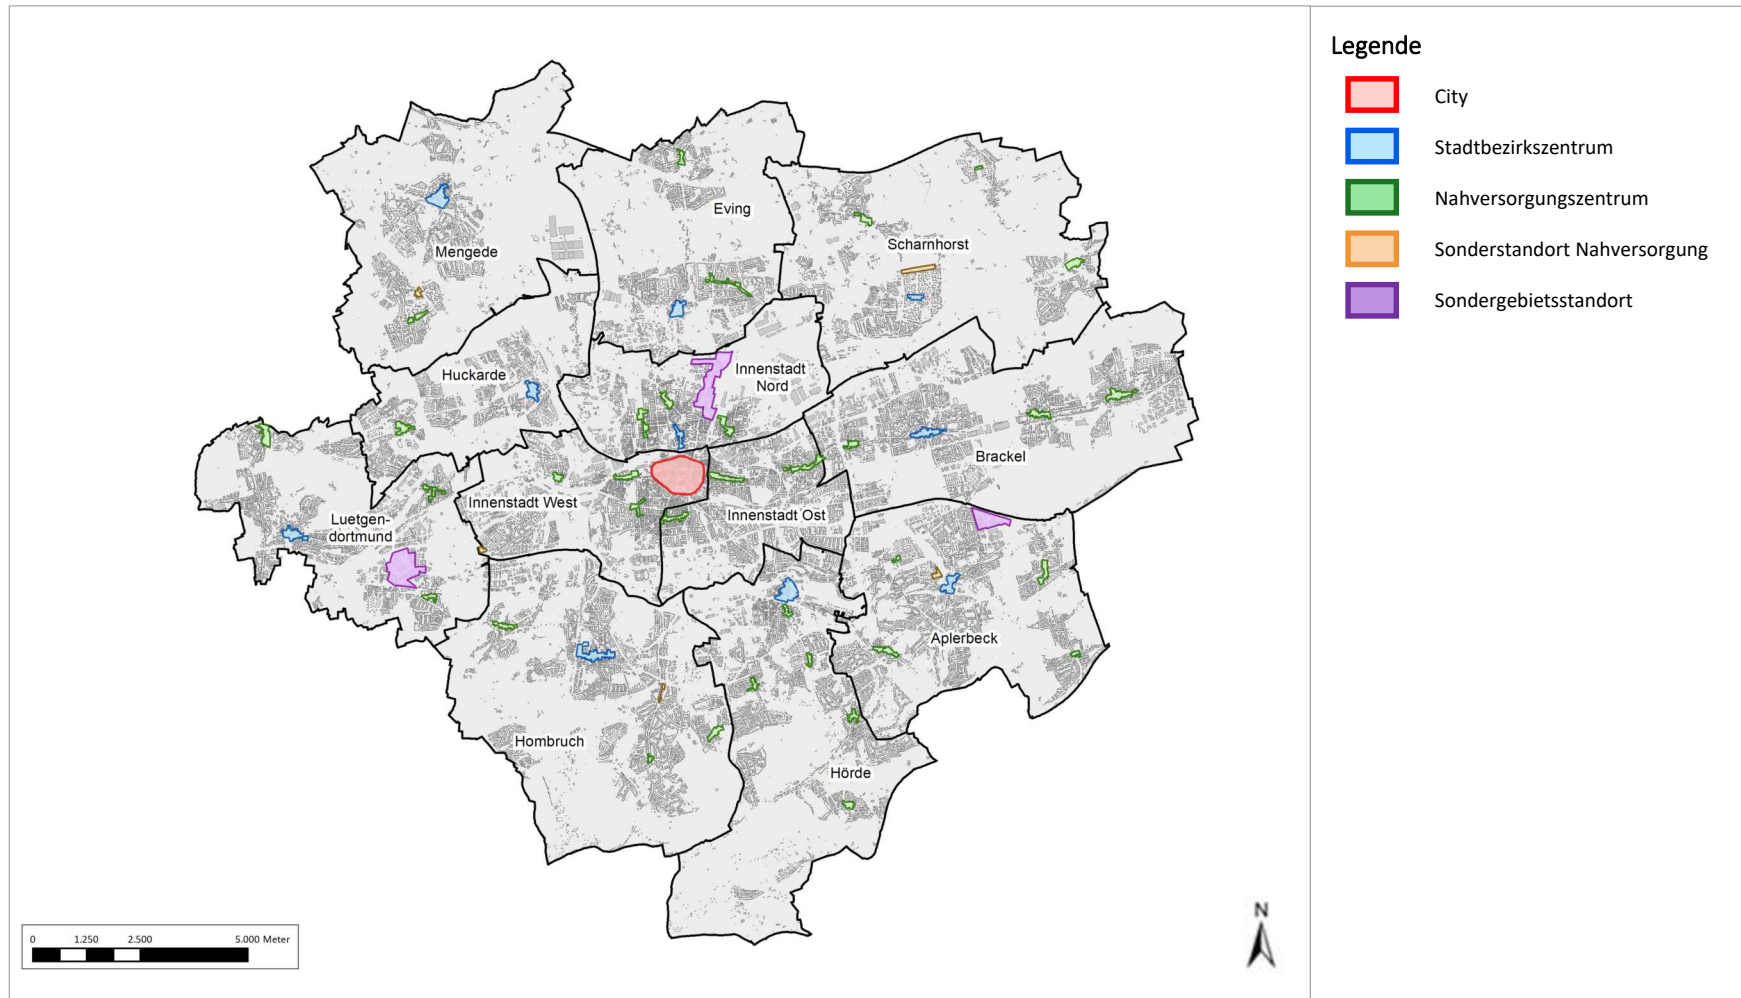 Legende
City
Stadtbezirkszentrum
Nahversorgungszentrum
Sonderstandort Nahversorgung
Sondergebietsstandort
Eving
Mengede
Scharnhorst
Huckarde
Innenstadt
Nord
Brackel
Innenstadt West
Innenstadt Ost
Luetgen-
dortmund
Aplerbeck
Hombruch
Hörde
0 1.250 2.500 5.000 Meter
N